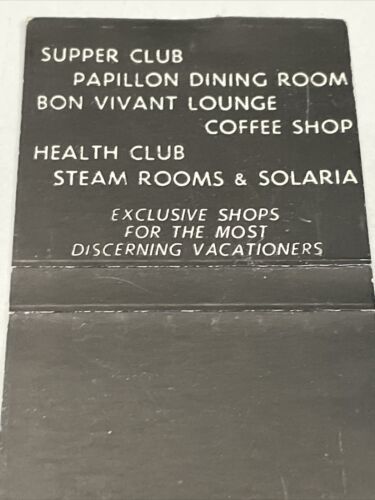 SUPPER CLUB
PAPILLON DINING ROOM
BON VIVANT LOUNGE
COFFEE SHOP
HEALTH CLUB
STEAM ROOMS & SOLARIA
EXCLUSIVE SHOPS
FOR THE MOST
DISCERNING VACATIONERS